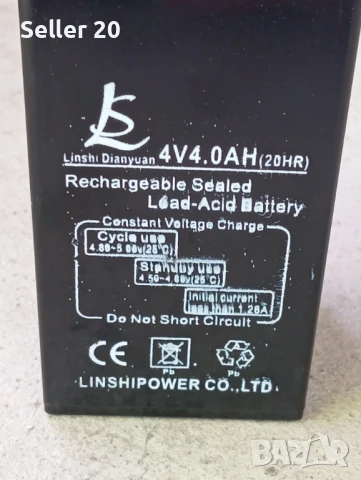 Seller 20
LS
Linshi Dianyuan 4V4.0AH(20HR)
Rechargeable Sealed
Lead-Acid Battery
Constant Voltage Charge
Cycle use
4.80-5.00v(25°C)
Standby use
4.50-4.60v(25°C)
Initial current
less than 1.20A
Do Not Short Circuit
CE
Pb
Pb
LINSHIPOWER CO.,LTD.
BAZAR